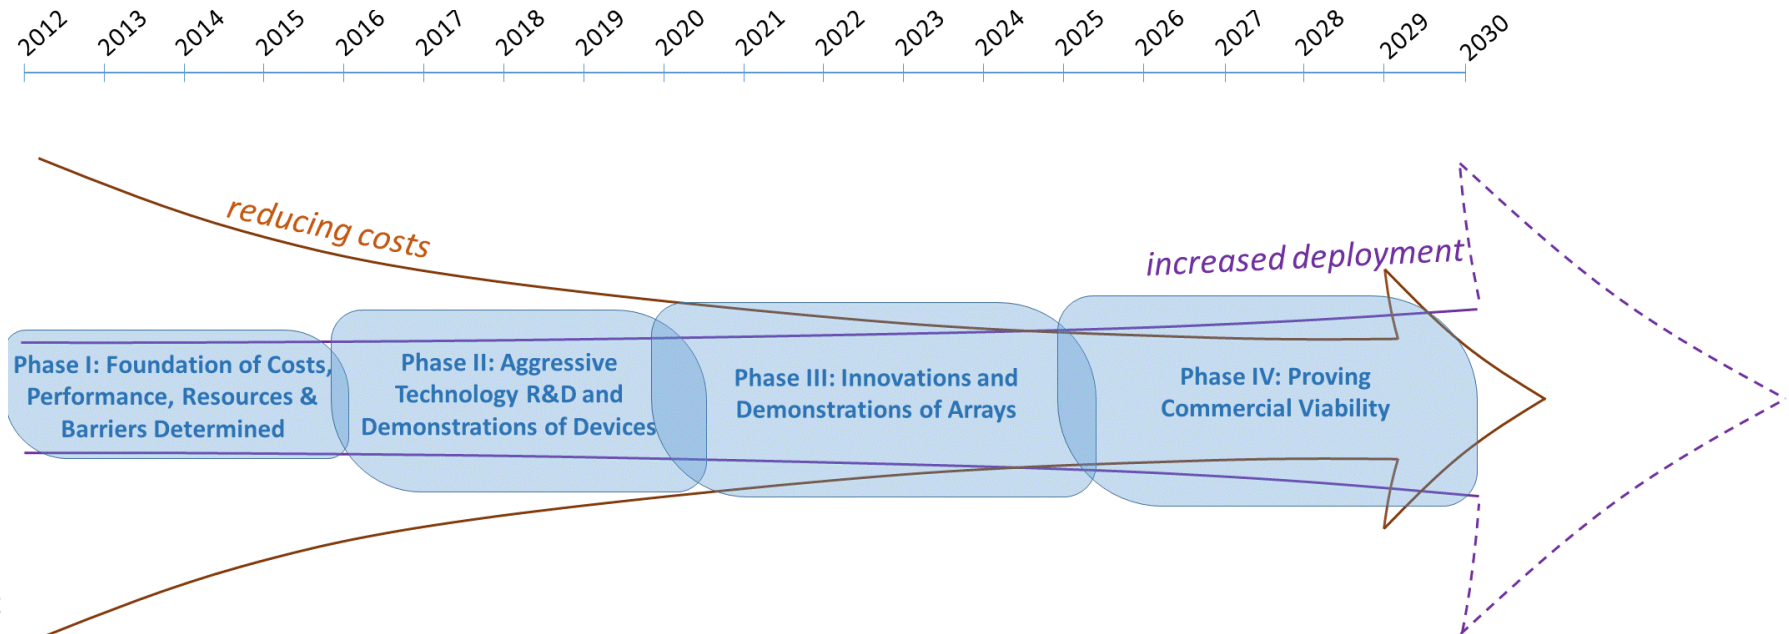 2012 2013 2014 2015 2016 2017 2018 2019 2020 2021 2022 2023 2024 2025 2026 2027 2028 2029 2030
reducing costs
increased deployment
Phase I: Foundation of Costs,
Performance, Resources &
Barriers Determined
Phase II: Aggressive
Technology R&D and
Demonstrations of Devices
Phase III: Innovations and
Demonstrations of Arrays
Phase IV: Proving
Commercial Viability